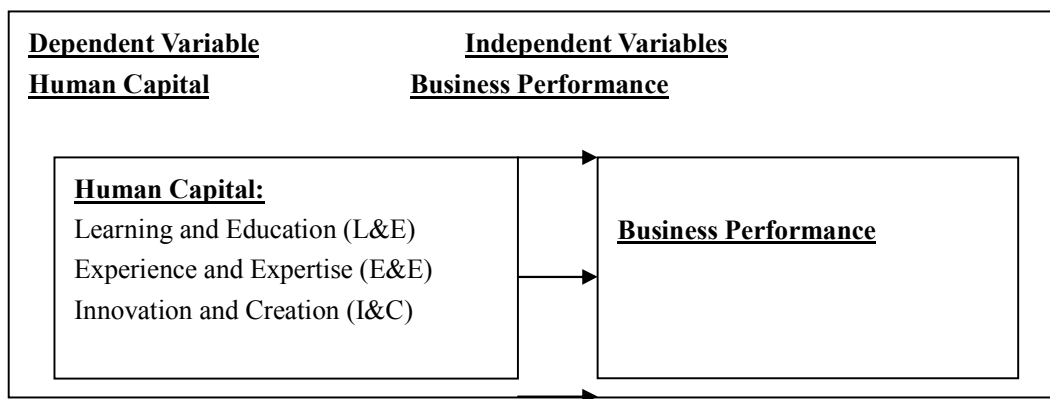 Dependent Variable Independent Variables
Human Capital Business Performance
Human Capital:
Learning and Education (L&E)
Experience and Expertise (E&E)
Innovation and Creation (I&C)
Business Performance